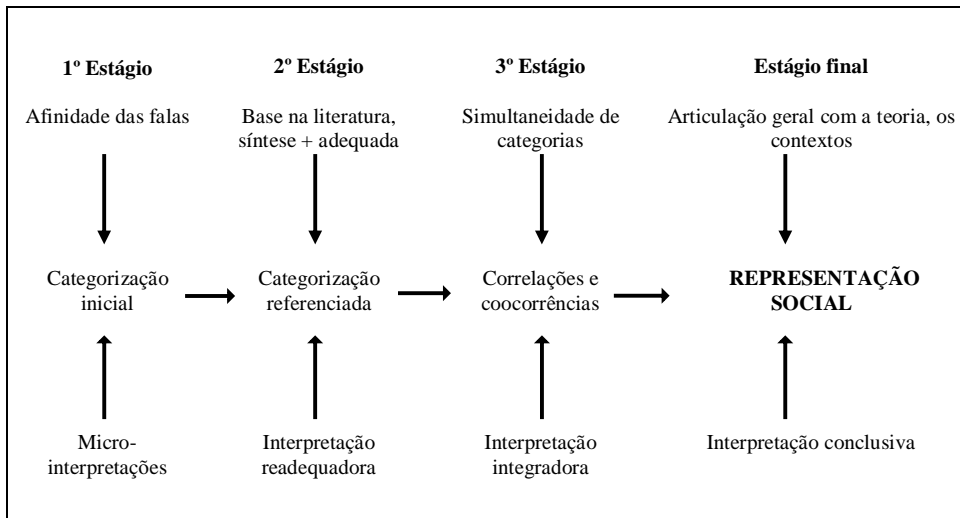 1º Estágio
2º Estágio
3º Estágio
Estágio final
Afinidade das falas
Base na literatura,
síntese + adequada
Simultaneidade de
categorias
Articulação geral com a teoria, os
contextos
Categorização
inicial
Categorização
referenciada
Correlações e
coocorrências
REPRESENTAÇÃO
SOCIAL
Micro-
interpretações
Interpretação
readequadora
Interpretação
integradora
Interpretação conclusiva